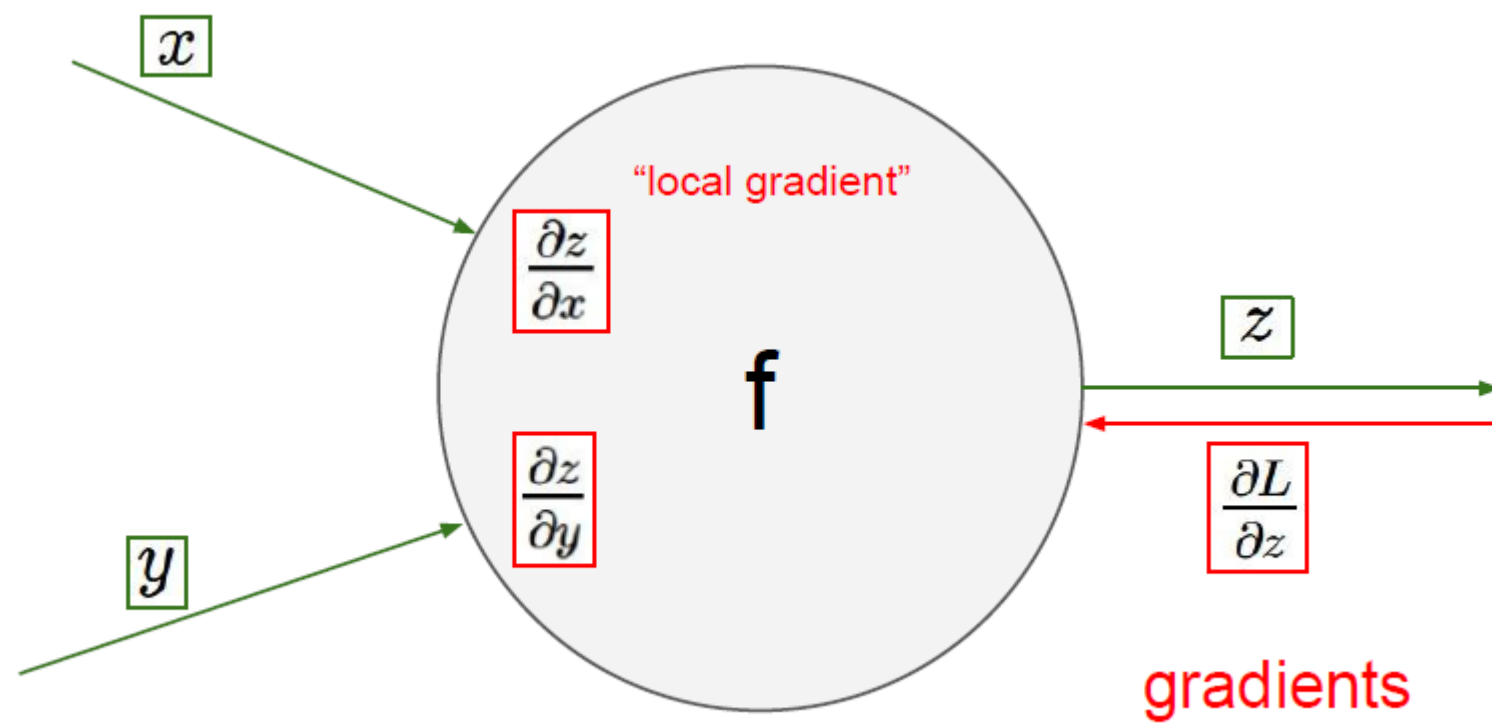 x
“local gradient”
∂z
∂x
f
z
∂z
∂y
∂L
∂z
y
gradients